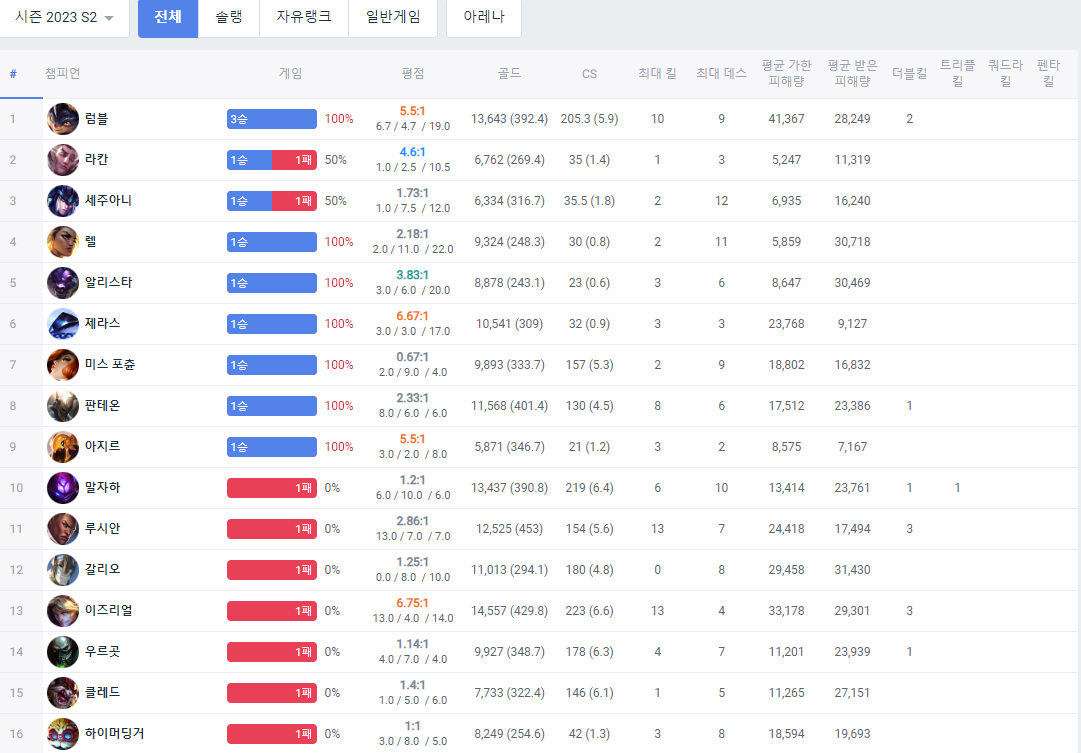 시즌 2023 S2 전체 솔랭 자유랭크 일반게임 아레나
# 챔피언 게임 평점 골드 CS 최대 킬 최대 데스 평균 가한 피해량 평균 받은 피해량 더블킬 트리플 킬 쿼드라 킬 펜타 킬
1 럼블 3승 100% 5.5:1 6.7 / 4.7 / 19.0 13,643 (392.4) 205.3 (5.9) 10 9 41,367 28,249 2
2 라칸 1승 1패 50% 4.6:1 1.0 / 2.5 / 10.5 6,762 (269.4) 35 (1.4) 1 3 5,247 11,319
3 세주아니 1승 1패 50% 1.73:1 1.0 / 7.5 / 12.0 6,334 (316.7) 35.5 (1.8) 2 12 6,935 16,240
4 렐 1승 100% 2.18:1 2.0 / 11.0 / 22.0 9,324 (248.3) 30 (0.8) 2 11 5,859 30,718
5 알리스타 1승 100% 3.83:1 3.0 / 6.0 / 20.0 8,878 (243.1) 23 (0.6) 3 6 8,647 30,469
6 제라스 1승 100% 6.67:1 3.0 / 3.0 / 17.0 10,541 (309) 32 (0.9) 3 3 23,768 9,127
7 미스 포츈 1승 100% 0.67:1 2.0 / 9.0 / 4.0 9,893 (333.7) 157 (5.3) 2 9 18,802 16,832
8 판테온 1승 100% 2.33:1 8.0 / 6.0 / 6.0 11,568 (401.4) 130 (4.5) 8 6 17,512 23,386 1
9 아지르 1승 100% 5.5:1 3.0 / 2.0 / 8.0 5,871 (346.7) 21 (1.2) 3 2 8,575 7,167
10 말자하 1패 0% 1.2:1 6.0 / 10.0 / 6.0 13,437 (390.8) 219 (6.4) 6 10 13,414 23,761 1 1
11 루시안 1패 0% 2.86:1 13.0 / 7.0 / 7.0 12,525 (453) 154 (5.6) 13 7 24,418 17,494 3
12 갈리오 1패 0% 1.25:1 0.0 / 8.0 / 10.0 11,013 (294.1) 180 (4.8) 0 8 29,458 31,430
13 이즈리얼 1패 0% 6.75:1 13.0 / 4.0 / 14.0 14,557 (429.8) 223 (6.6) 13 4 33,178 29,301 3
14 우르곳 1패 0% 1.14:1 4.0 / 7.0 / 4.0 9,927 (348.7) 178 (6.3) 4 7 11,201 23,939 1
15 클레드 1패 0% 1.4:1 1.0 / 5.0 / 6.0 7,733 (322.4) 146 (6.1) 1 5 11,265 27,151
16 하이머딩거 1패 0% 1:1 3.0 / 8.0 / 5.0 8,249 (254.6) 42 (1.3) 3 8 18,594 19,693